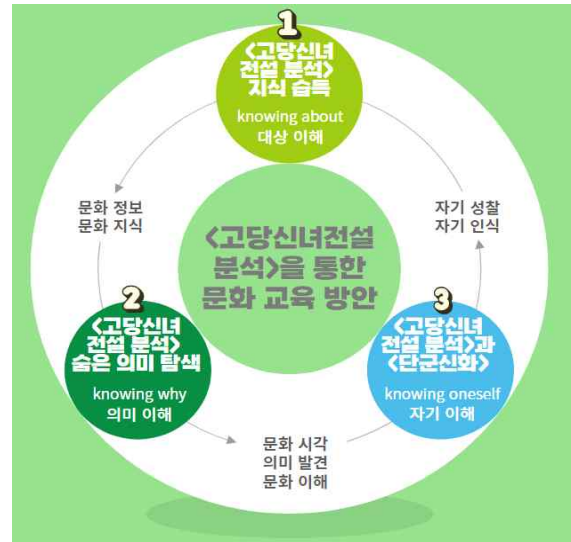 1
<고당신녀
전설 분석>
지식 습득
knowing about
대상 이해
문화 정보
문화 지식
자기 성찰
자기 인식
<고당신녀전설
분석>을 통한
문화 교육 방안
2
<고당신녀
전설 분석>
숨은 의미 탐색
knowing why
의미 이해
3
<고당신녀
전설 분석>과
<단군신화>
knowing oneself
자기 이해
문화 시각
의미 발견
문화 이해